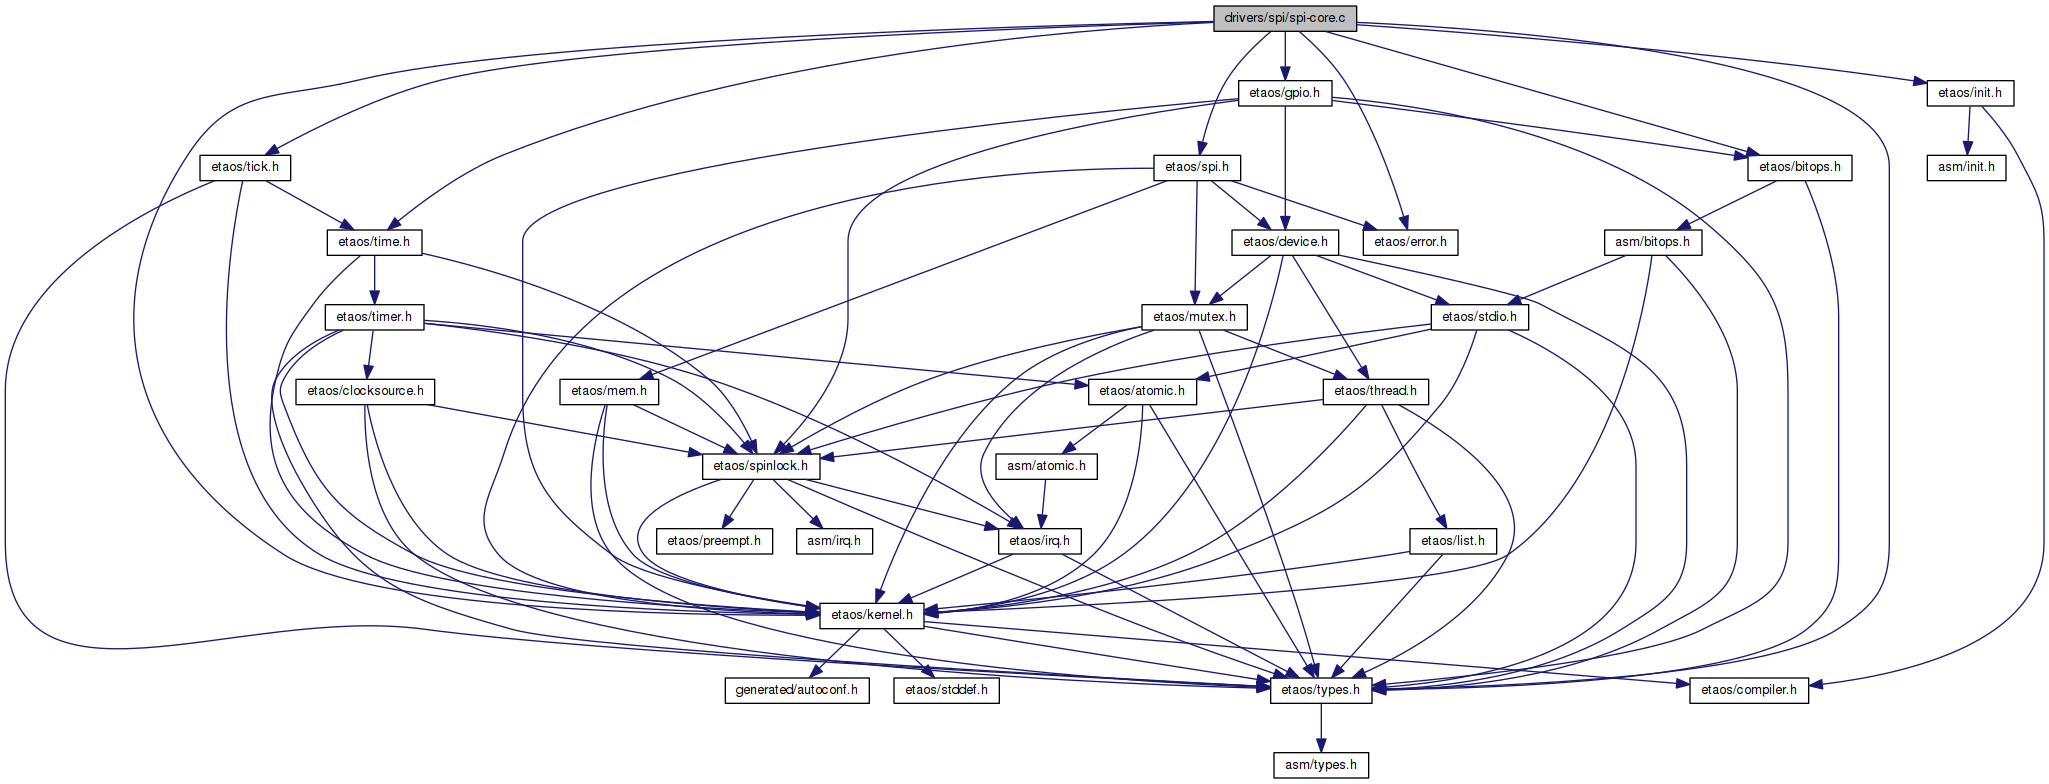 drivers/spi/spi-core.c
etaos/gpio.h
etaos/init.h
etaos/tick.h
etaos/spi.h
etaos/bitops.h
asm/init.h
etaos/time.h
etaos/device.h
etaos/error.h
asm/bitops.h
etaos/timer.h
etaos/mutex.h
etaos/stdio.h
etaos/clocksource.h
etaos/mem.h
etaos/atomic.h
etaos/thread.h
etaos/spinlock.h
asm/atomic.h
etaos/preempt.h
asm/irq.h
etaos/irq.h
etaos/list.h
etaos/kernel.h
generated/autoconf.h
etaos/stddef.h
etaos/types.h
etaos/compiler.h
asm/types.h